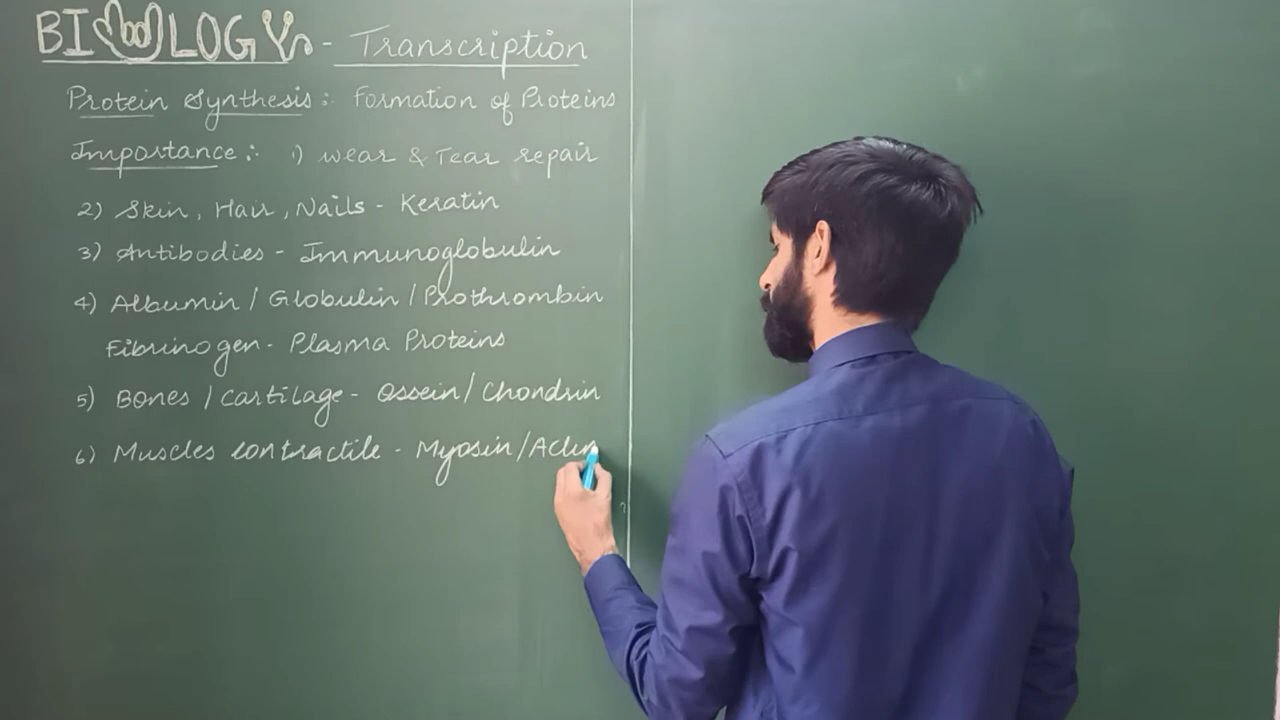 BIOLOGY - Transcription
Protein Synthesis : Formation of Proteins
Importance : 1) Wear & Tear repair
2) Skin, Hair, Nails - Keratin
3) Antibodies - Immunoglobulin
4) Albumin / Globulin / Prothrombin
Fibrinogen - Plasma Proteins
5) Bones / Cartilage - Ossein / Chondrin
6) Muscles contractile - Myosin / Actin